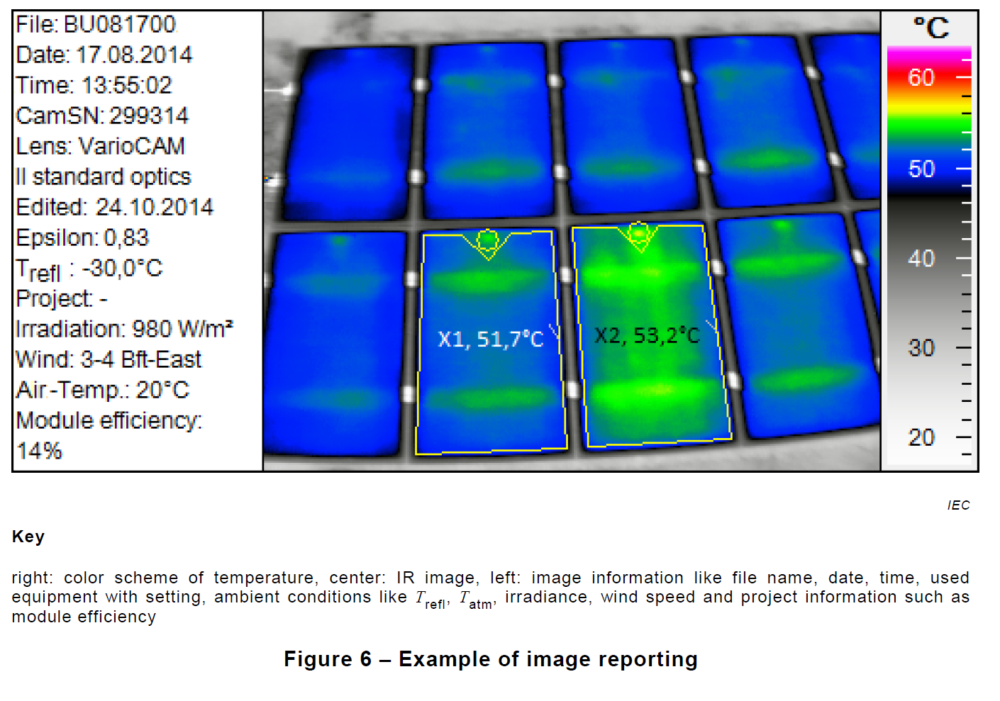 File: BU081700
Date: 17.08.2014
Time: 13:55:02
CamSN: 299314
Lens: VarioCAM
II standard optics
Edited: 24.10.2014
Epsilon: 0,83
Trefl : -30,0°C
Project: -
Irradiation: 980 W/m²
Wind: 3-4 Bft-East
Air.-Temp.: 20°C
Module efficiency:
14%
X1, 51,7°C
X2, 53,2°C
°C
60
50
40
30
20
IEC
Key
right: color scheme of temperature, center: IR image, left: image information like file name, date, time, used
equipment with setting, ambient conditions like Trefl, Tatm, irradiance, wind speed and project information such as
module efficiency
Figure 6 – Example of image reporting